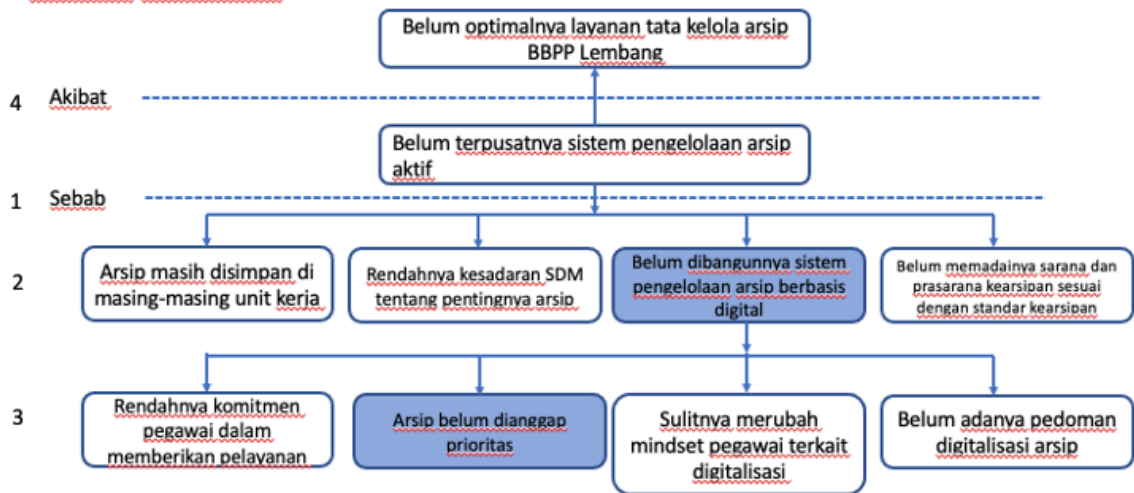 Belum optimalnya layanan tata kelola arsip
BBPP Lembang
4 Akibat
Belum terpusatnya sistem pengelolaan arsip
aktif
1 Sebab
2
Arsip masih disimpan di
masing-masing unit kerja
Rendahnya kesadaran SDM
tentang pentingnya arsip
Belum dibangunnya sistem
pengelolaan arsip berbasis
digital
Belum memadainya sarana dan
prasarana kearsipan sesuai
dengan standar kearsipan
3
Rendahnya komitmen
pegawai dalam
memberikan pelayanan
Arsip belum dianggap
prioritas
Sulitnya merubah
mindset pegawai terkait
digitalisasi
Belum adanya pedoman
digitalisasi arsip